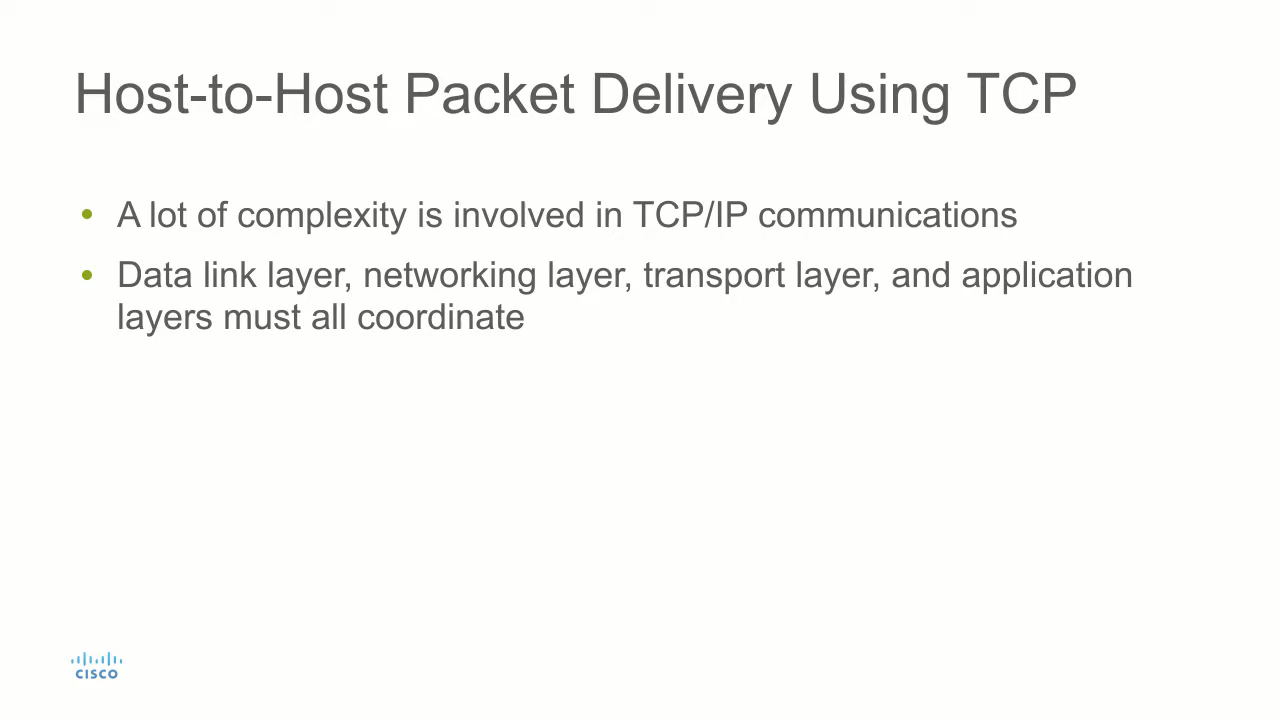 Host-to-Host Packet Delivery Using TCP
• A lot of complexity is involved in TCP/IP communications
• Data link layer, networking layer, transport layer, and application
layers must all coordinate
CISCO